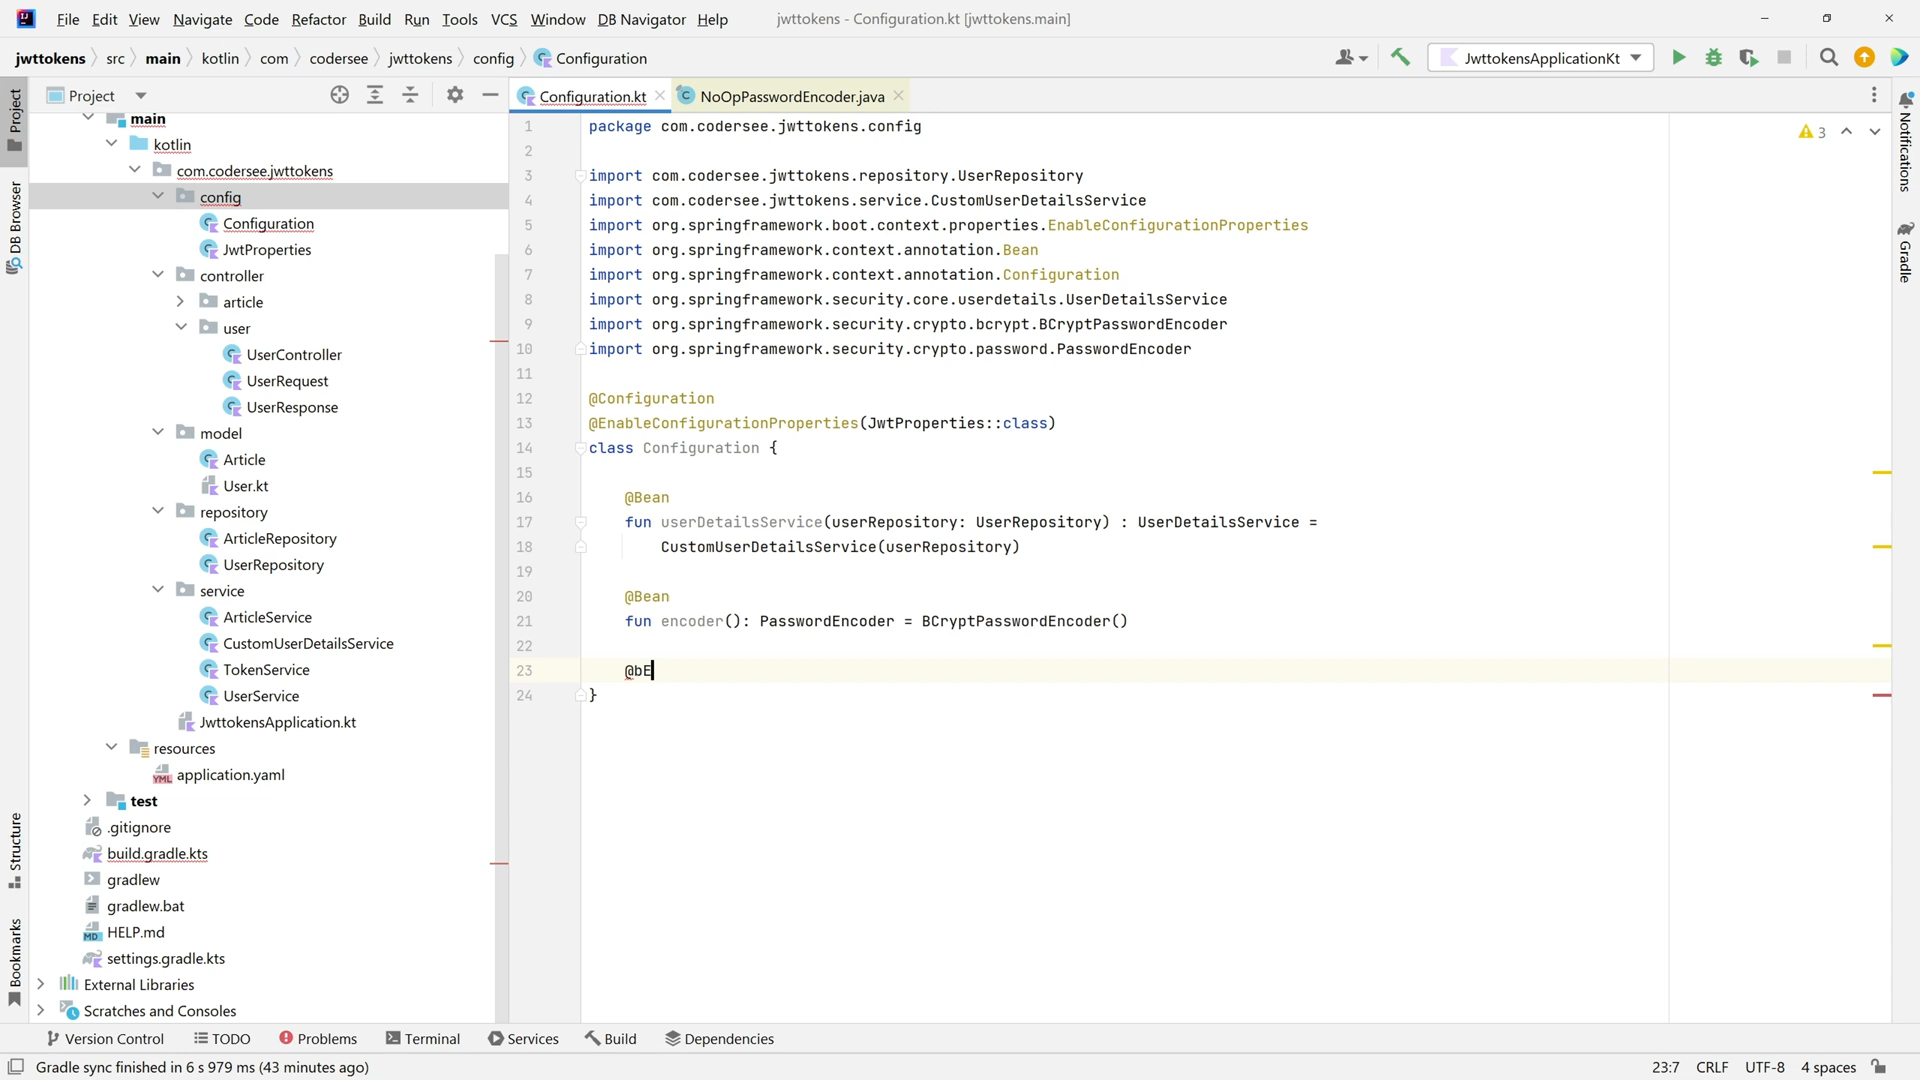 File Edit View Navigate Code Refactor Build Run Tools VCS Window DB Navigator Help jwttokens - Configuration.kt [jwttokens.main]
jwttokens src main kotlin com codersee jwttokens config Configuration JwttokensApplicationKt
Project
Configuration.kt NoOpPasswordEncoder.java
Project
DB Browser
Structure
Bookmarks
main
kotlin
com.codersee.jwttokens
config
Configuration
JwtProperties
controller
article
user
UserController
UserRequest
UserResponse
model
Article
User.kt
repository
ArticleRepository
UserRepository
service
ArticleService
CustomUserDetailsService
TokenService
UserService
JwttokensApplication.kt
resources
application.yaml
test
.gitignore
build.gradle.kts
gradlew
gradlew.bat
HELP.md
settings.gradle.kts
External Libraries
Scratches and Consoles
1 package com.codersee.jwttokens.config
2
3 import com.codersee.jwttokens.repository.UserRepository
4 import com.codersee.jwttokens.service.CustomUserDetailsService
5 import org.springframework.boot.context.properties.EnableConfigurationProperties
6 import org.springframework.context.annotation.Bean
7 import org.springframework.context.annotation.Configuration
8 import org.springframework.security.core.userdetails.UserDetailsService
9 import org.springframework.security.crypto.bcrypt.BCryptPasswordEncoder
10 import org.springframework.security.crypto.password.PasswordEncoder
11
12 @Configuration
13 @EnableConfigurationProperties(JwtProperties::class)
14 class Configuration {
15
16 @Bean
17 fun userDetailsService(userRepository: UserRepository) : UserDetailsService =
18 CustomUserDetailsService(userRepository)
19
20 @Bean
21 fun encoder(): PasswordEncoder = BCryptPasswordEncoder()
22
23 @bE
24 }
3
Notifications
Gradle
Version Control TODO Problems Terminal Services Build Dependencies
Gradle sync finished in 6 s 979 ms (43 minutes ago) 23:7 CRLF UTF-8 4 spaces